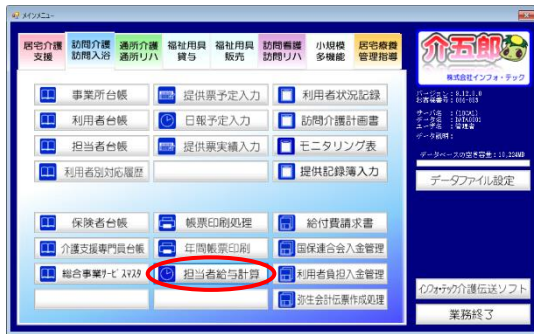 メインメニュー
居宅介護
支援
訪問介護
訪問入浴
通所介護
通所リハ
福祉用具
貸与
福祉用具
販売
訪問看護
訪問リハ
小規模
多機能
居宅療養
管理指導
介五郎
株式会社インフォ・テック
事業所台帳
提供票予定入力
利用者状況記録
利用者台帳
日報予定入力
訪問介護計画書
担当者台帳
提供票実績入力
モニタリング表
利用者別対応履歴
提供記録簿入力
データファイル設定
保険者台帳
帳票印刷処理
給付費請求書
介護支援専門員台帳
年間帳票印刷
国保連合会入金管理
総合事業サービスマスタ
担当者給与計算
利用者負担入金管理
弥生会計伝票作成処理
インフォ・テック介護伝送ソフト
業務終了